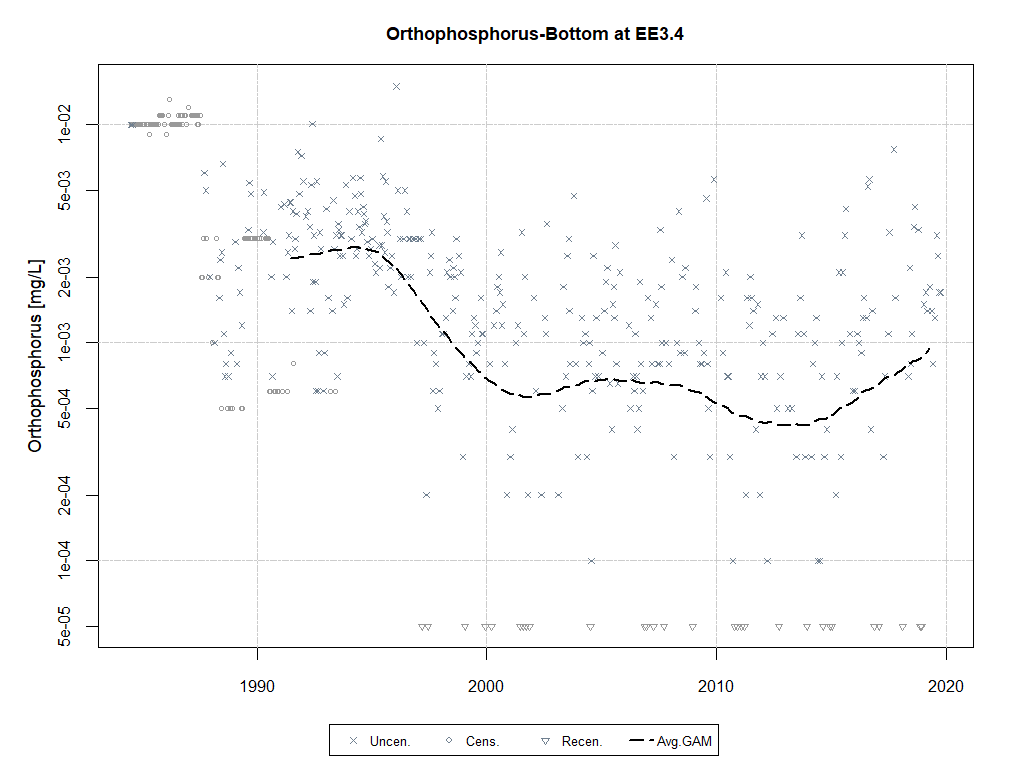 Orthophosphorus-Bottom at EE3.4
Orthophosphorus [mg/L]
1e-02
5e-03
2e-03
1e-03
5e-04
2e-04
1e-04
5e-05
1990 2000 2010 2020
Uncen. Cens. Recen. Avg.GAM